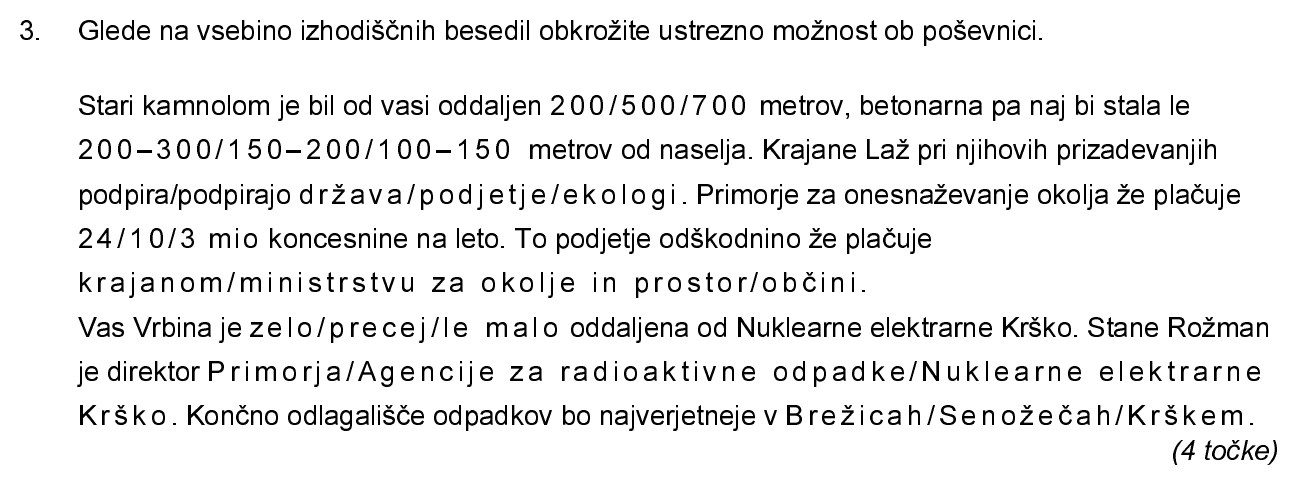 3. Glede na vsebino izhodiščnih besedil obkrožite ustrezno možnost ob poševnici.
Stari kamnolom je bil od vasi oddaljen 200/500/700 metrov, betonarna pa naj bi stala le
200–300/150–200/100–150 metrov od naselja. Krajane Laž pri njihovih prizadevanjih
podpira/podpirajo država/podjetje/ekologi. Primorje za onesnaževanje okolja že plačuje
24/10/3 mio koncesnine na leto. To podjetje odškodnino že plačuje
krajanom/ministrstvu za okolje in prostor/občini.
Vas Vrbina je zelo/precej/le malo oddaljena od Nuklearne elektrarne Krško. Stane Rožman
je direktor Primorja/Agencije za radioaktivne odpadke/Nuklearne elektrarne
Krško. Končno odlagališče odpadkov bo najverjetneje v Brežicah/Senožečah/Krškem.
(4 točke)